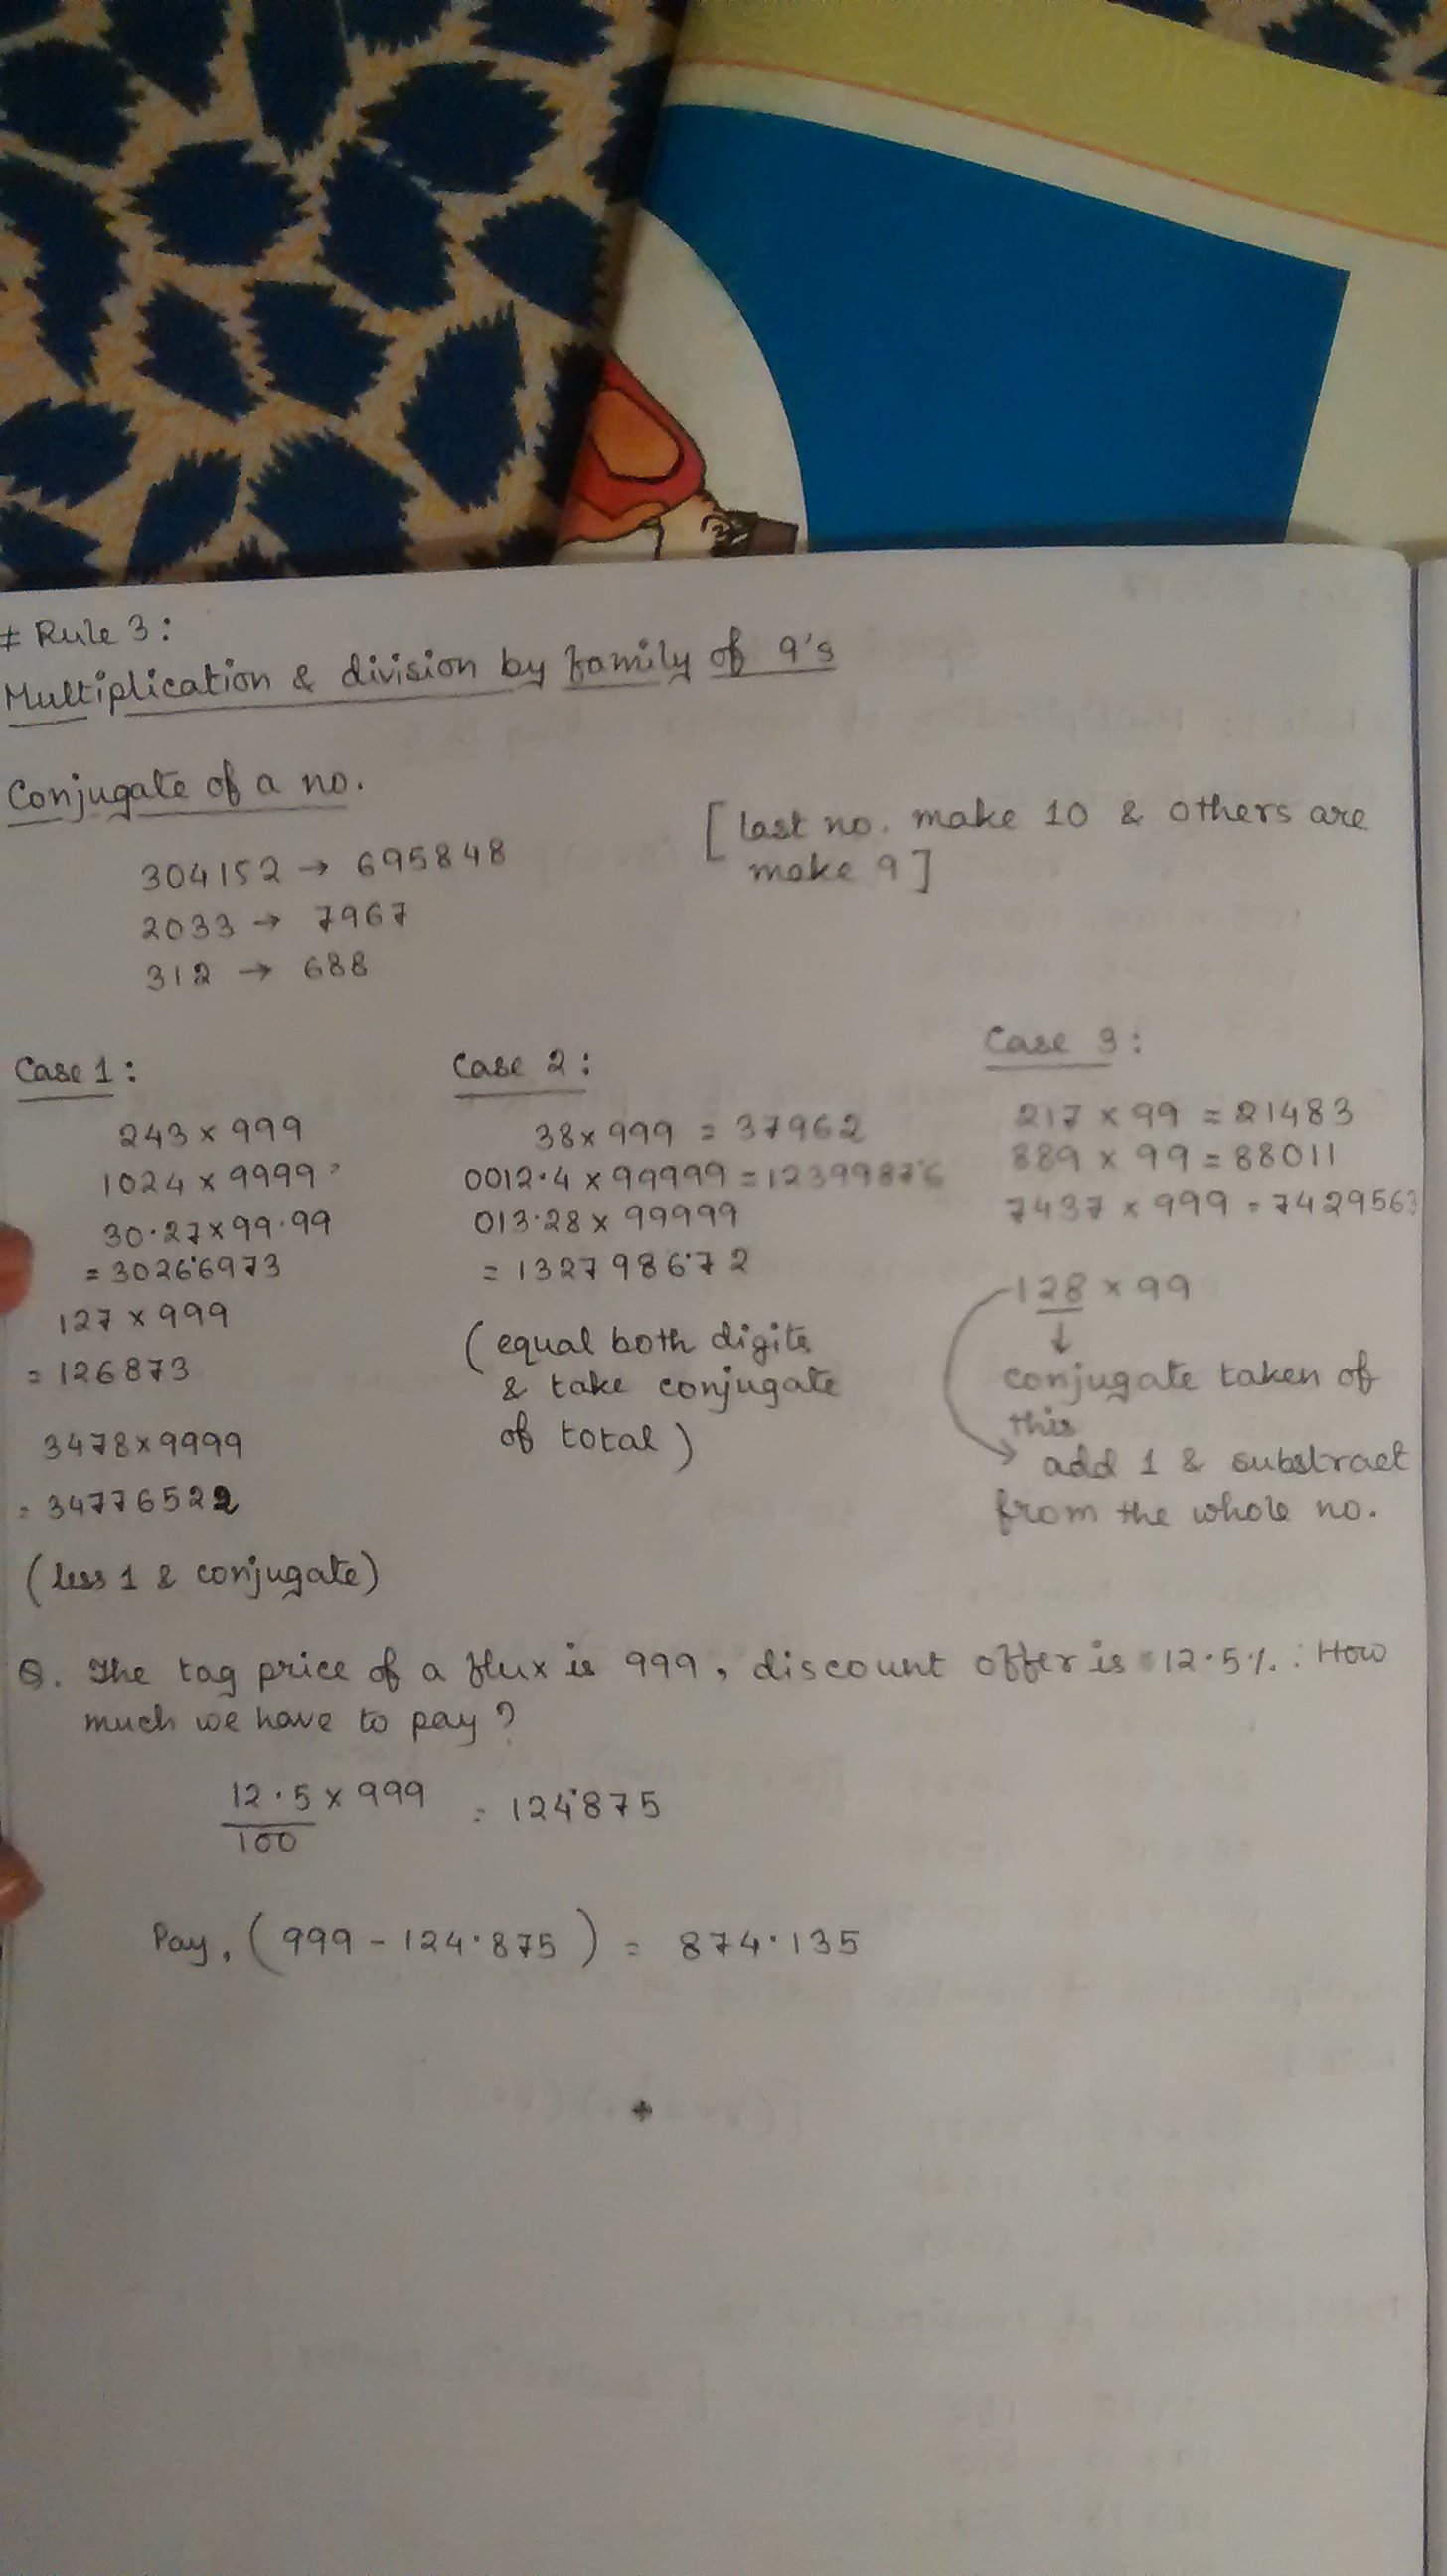 # Rule 3:
Multiplication & division by family of 9's
Conjugate of a no.
304152 → 695848
2033 → 7967
312 → 688
[last no. make 10 & others are
make 9]
Case 1:
243 x 999
1024 x 9999
30.27 x 99.99
= 3026.6973
127 x 999
= 126873
3478 x 9999
= 34776522
(less 1 & conjugate)
Case 2:
38 x 999 = 37962
0012.4 x 99999 = 1239987.6
013.28 x 99999
= 1327986.72
(equal both digits
& take conjugate
of total)
Case 3:
217 x 99 = 21483
889 x 99 = 88011
7437 x 999 = 7429563
128 x 99
↓
conjugate taken of
this
add 1 & substract
from the whole no.
Q. The tag price of a flux is 999, discount offer is 12.5%. How
much we have to pay?
12.5 x 999 = 124.875
100
Pay, (999 - 124.875) = 874.135